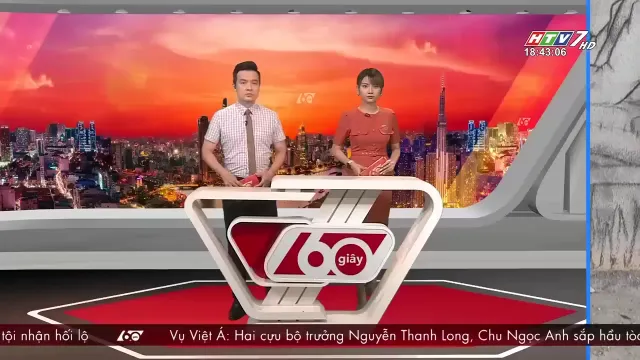 HTV7 HD
18:43:06
60 giây
tội nhận hối lộ 60 Vụ Việt Á: Hai cựu bộ trưởng Nguyễn Thanh Long, Chu Ngọc Anh sắp hầu tòa